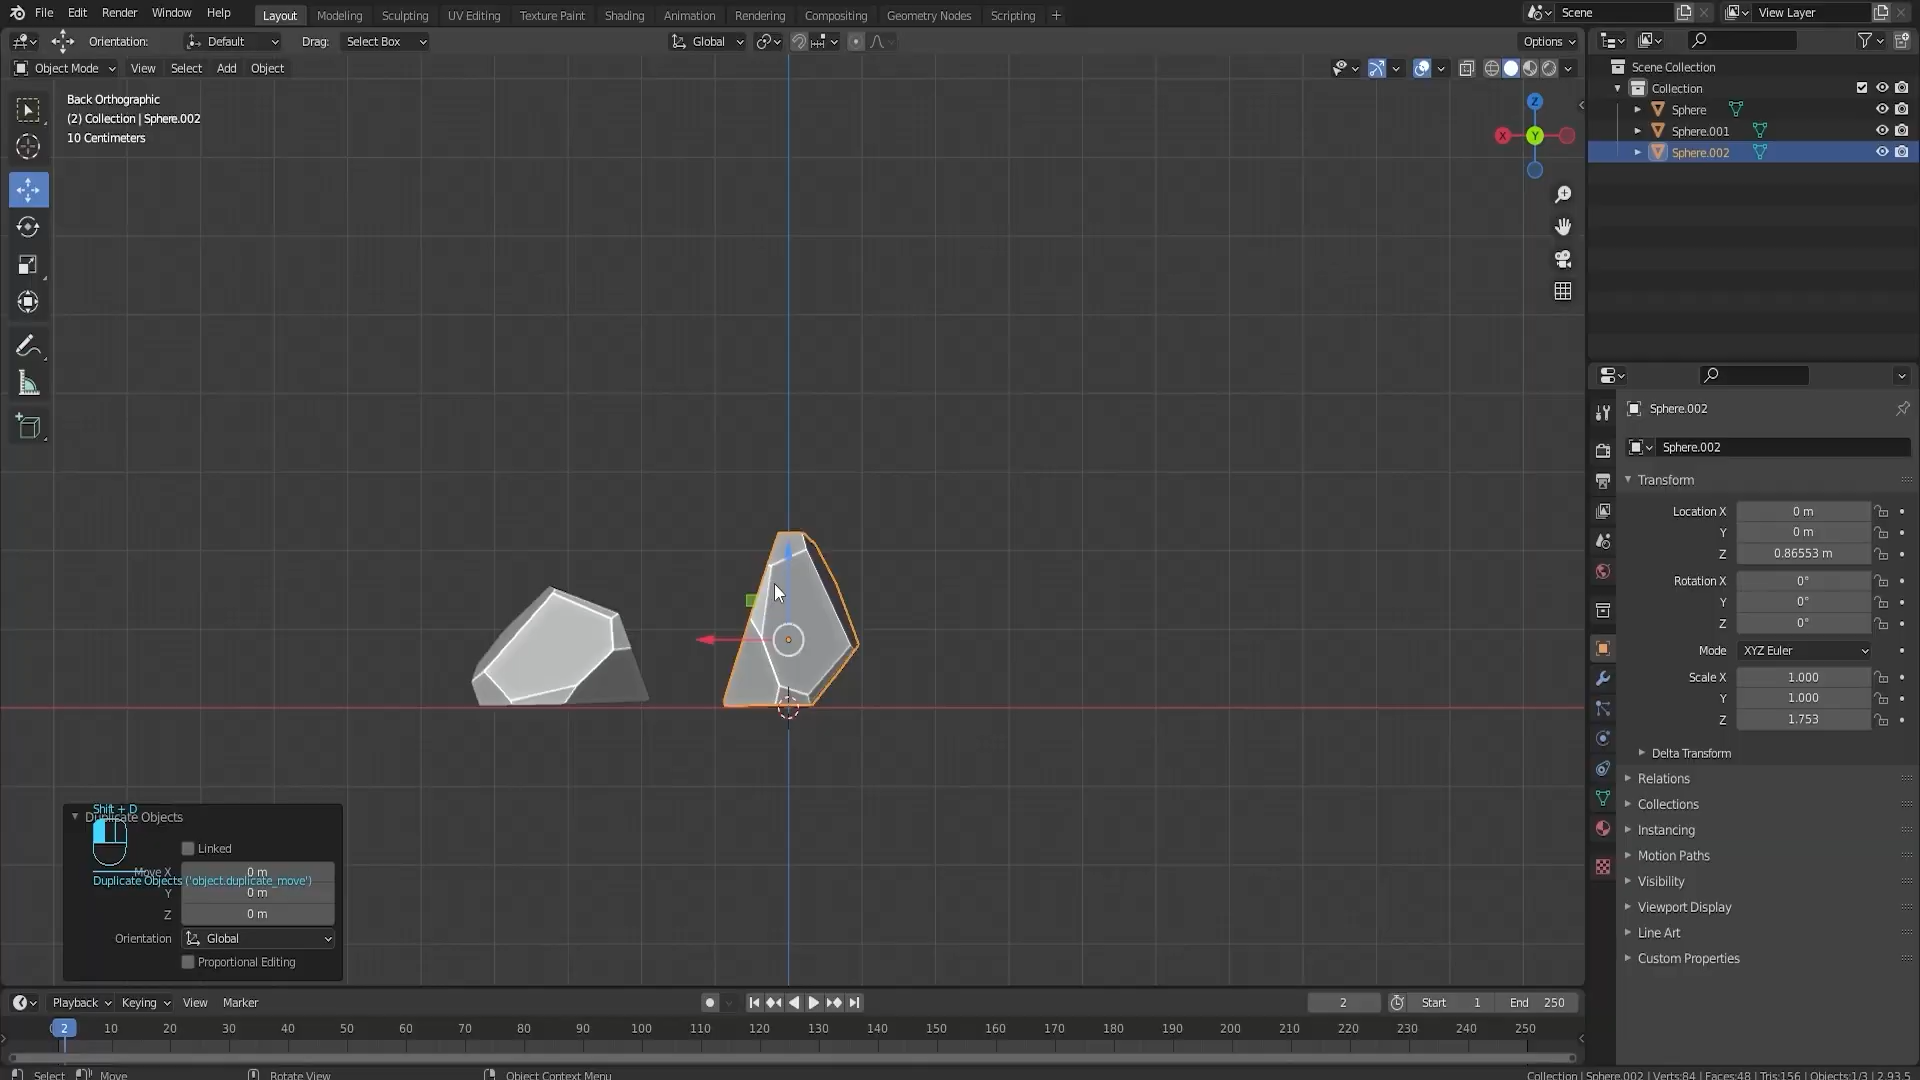 File Edit Render Window Help Layout Modeling Sculpting UV Editing Texture Paint Shading Animation Rendering Compositing Geometry Nodes Scripting + Scene View Layer
Orientation: Default Drag: Select Box Global Options
Object Mode View Select Add Object
Back Orthographic
(2) Collection | Sphere.002
10 Centimeters
Z
X
Y
Scene Collection
Collection
Sphere
Sphere.001
Sphere.002
Sphere.002
Sphere.002
Transform
Location X 0 m
Y 0 m
Z 0.86553 m
Rotation X 0°
Y 0°
Z 0°
Mode XYZ Euler
Scale X 1.000
Y 1.000
Z 1.753
Delta Transform
Relations
Collections
Instancing
Motion Paths
Visibility
Viewport Display
Line Art
Custom Properties
Shift + D
Duplicate Objects
Linked
Move X 0 m
Duplicate Objects ('object.duplicate_move')
Y 0 m
Z 0 m
Orientation Global
Proportional Editing
Playback Keying View Marker 2 Start 1 End 250
2 10 20 30 40 50 60 70 80 90 100 110 120 130 140 150 160 170 180 190 200 210 220 230 240 250
Select Move Rotate View Object Context Menu Collection | Sphere.002 | Verts:84 | Faces:48 | Tris:156 | Objects:1/3 | 2.93.5